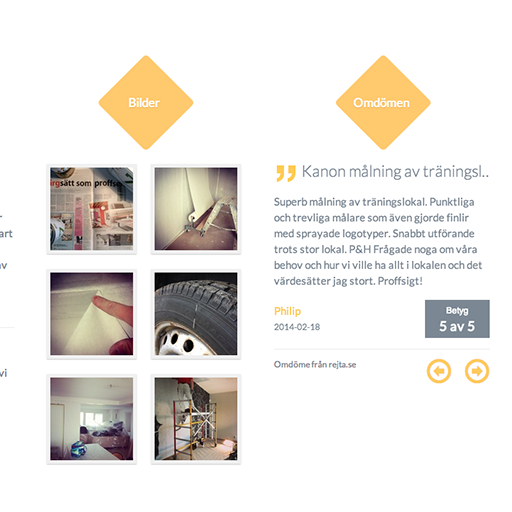 Bilder
Omdömen
Kanon målning av träningsl..
Superb målning av träningslokal. Punktliga
och trevliga målare som även gjorde finlir
med sprayade logotyper. Snabbt utförande
trots stor lokal. P&H Frågade noga om våra
behov och hur vi ville ha allt i lokalen och det
värdesätter jag stort. Proffsigt!
Philip
2014-02-18
Betyg
5 av 5
Omdöme från rejta.se
sätt som proffse
vi